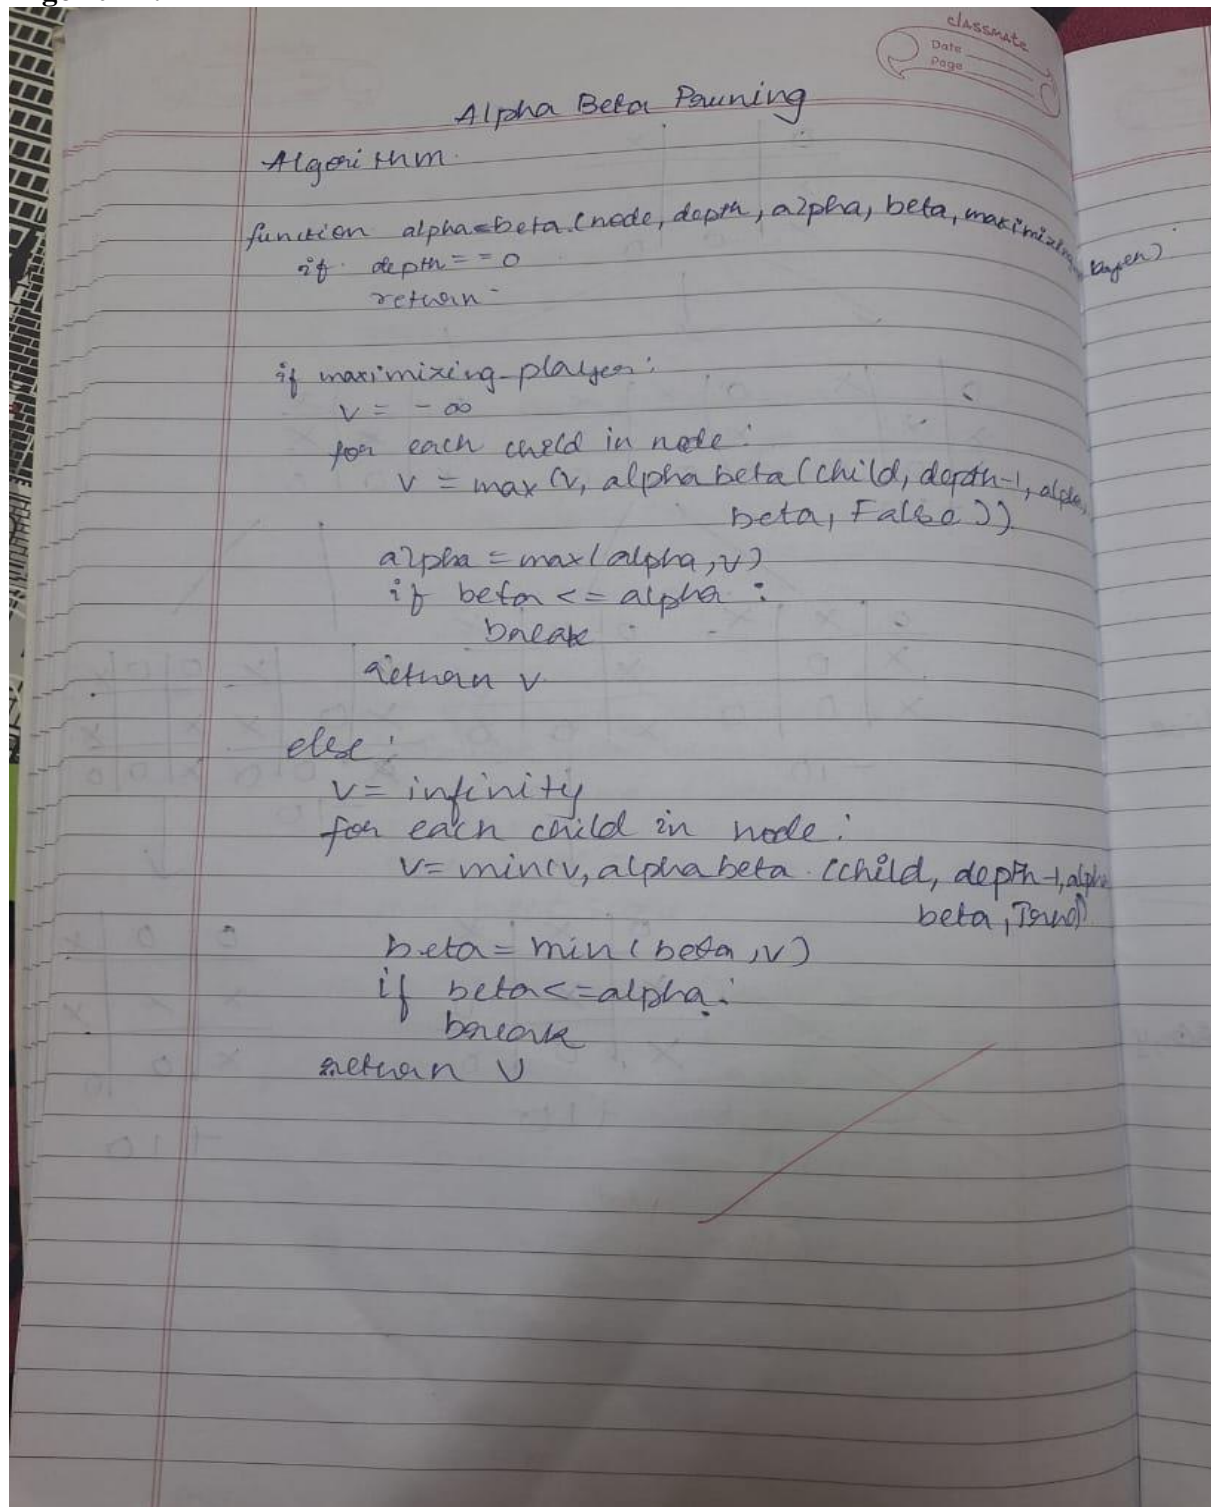 classmate
Date
Page
Alpha Beta Pruning
Algorithm
function alpha-beta (node, depth, alpha, beta, maximizing player)
if depth == 0
return
if maximizing-player:
v = - ∞
for each child in node:
v = max(v, alphabeta (child, depth-1, alpha,
beta, False))
alpha = max(alpha, v)
if beta <= alpha :
break
return v
else:
v = infinity
for each child in node:
v = min(v, alphabeta (child, depth-1, alpha
beta, True)
beta = min(beta, v)
if beta <= alpha:
break
return v